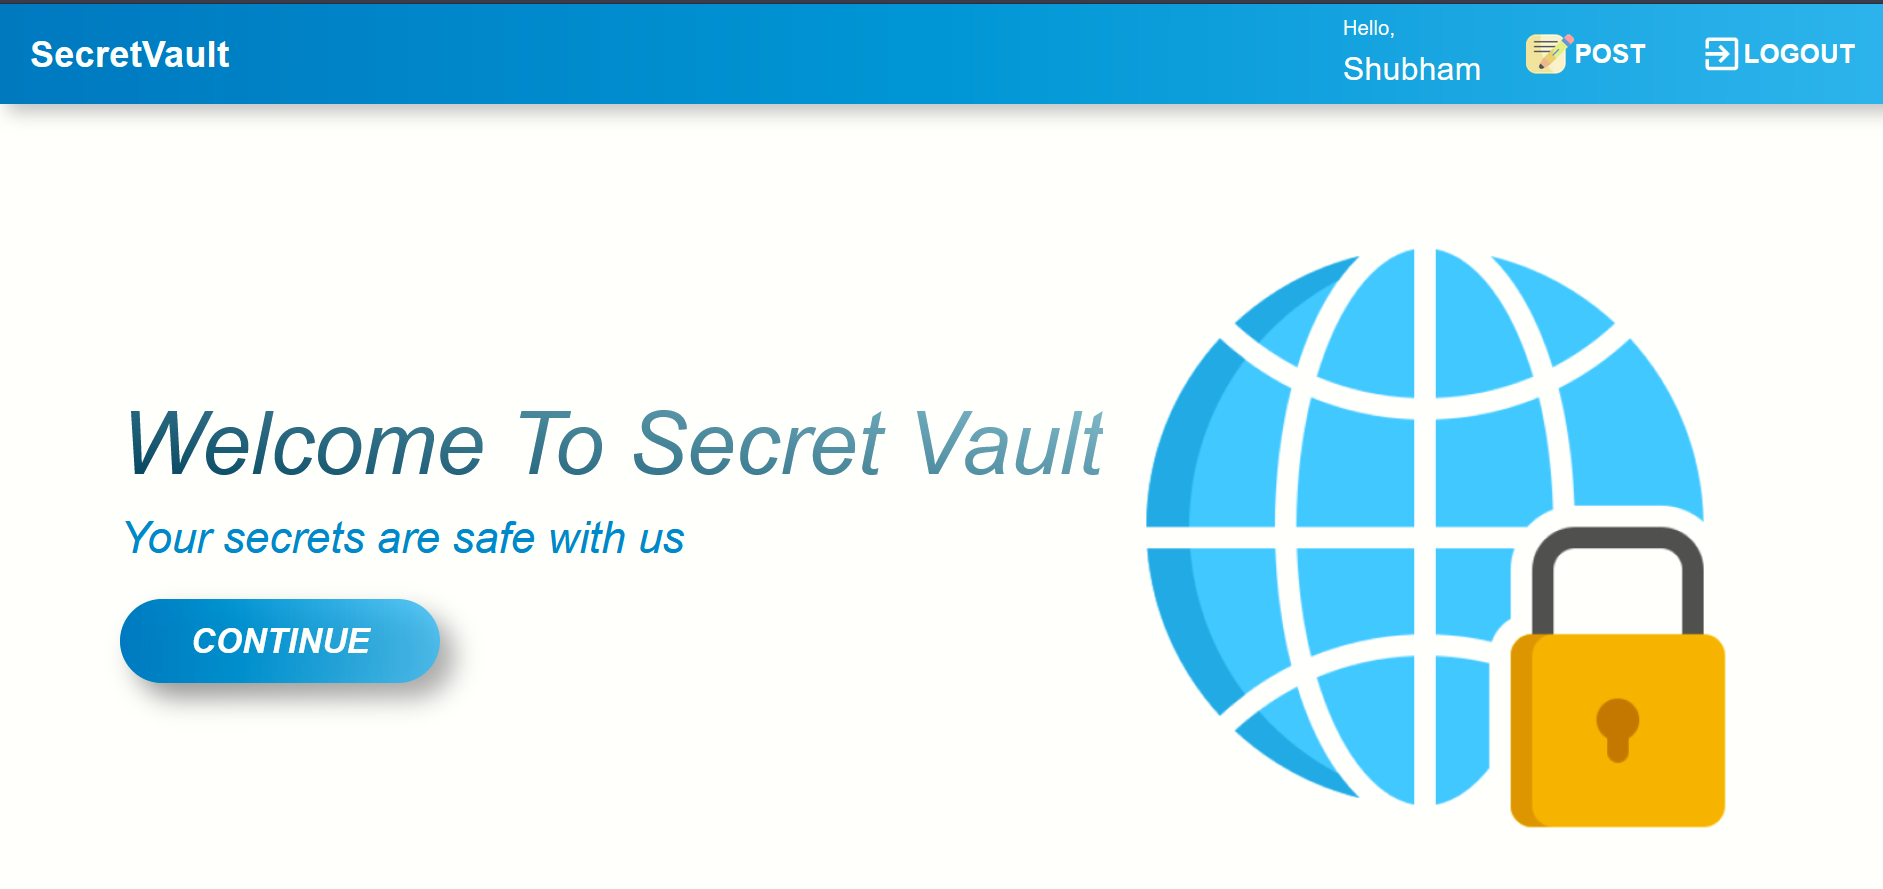 SecretVault
Hello,
Shubham
POST
LOGOUT
Welcome To Secret Vault
Your secrets are safe with us
CONTINUE